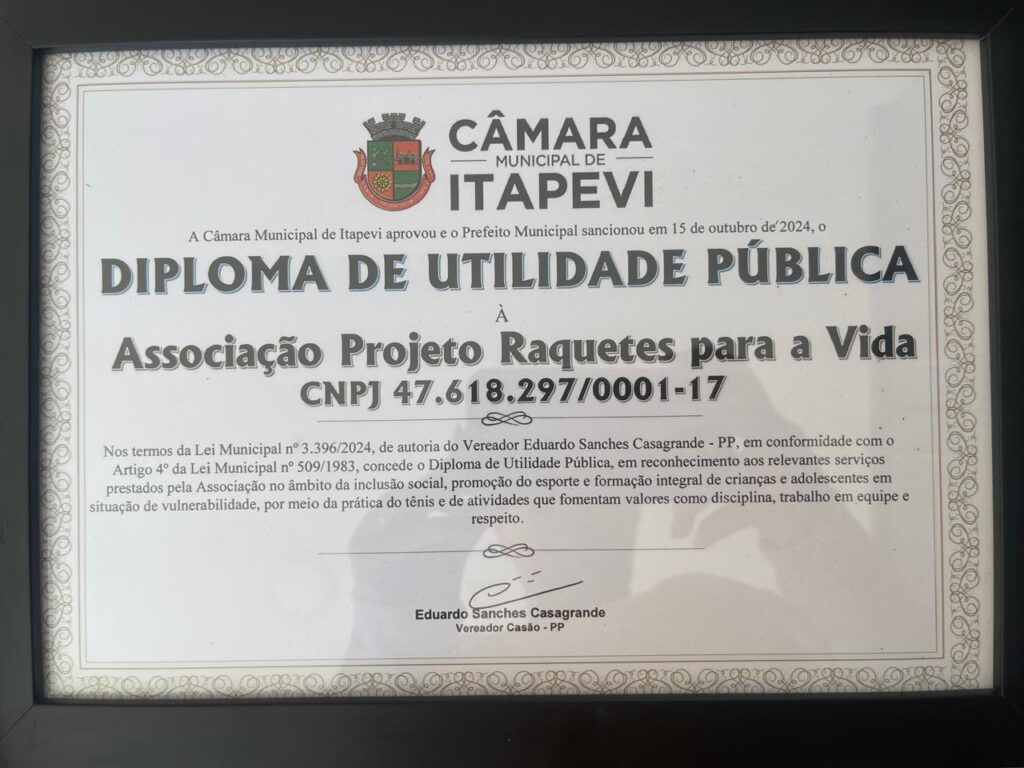 CÂMARA
MUNICIPAL DE
ITAPEVI
A Câmara Municipal de Itapevi aprovou e o Prefeito Municipal sancionou em 15 de outubro de 2024, o
DIPLOMA DE UTILIDADE PÚBLICA
À
Associação Projeto Raquetes para a Vida
CNPJ 47.618.297/0001-17
Nos termos da Lei Municipal nº 3.396/2024, de autoria do Vereador Eduardo Sanches Casagrande - PP, em conformidade com o
Artigo 4º da Lei Municipal nº 509/1983, concede o Diploma de Utilidade Pública, em reconhecimento aos relevantes serviços
prestados pela Associação no âmbito da inclusão social, promoção do esporte e formação integral de crianças e adolescentes em
situação de vulnerabilidade, por meio da prática do tênis e de atividades que fomentam valores como disciplina, trabalho em equipe e
respeito.
Eduardo Sanches Casagrande
Vereador Casão - PP